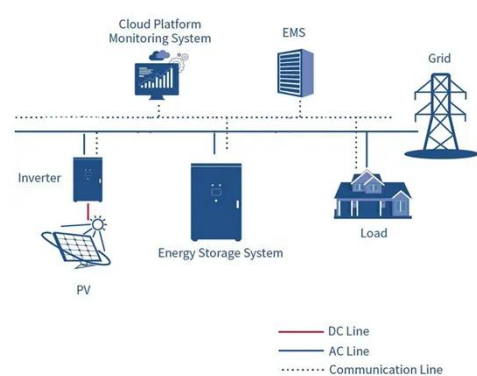 Cloud Platform
Monitoring System
EMS
Grid
Inverter
Energy Storage System
Load
PV
DC Line
AC Line
Communication Line